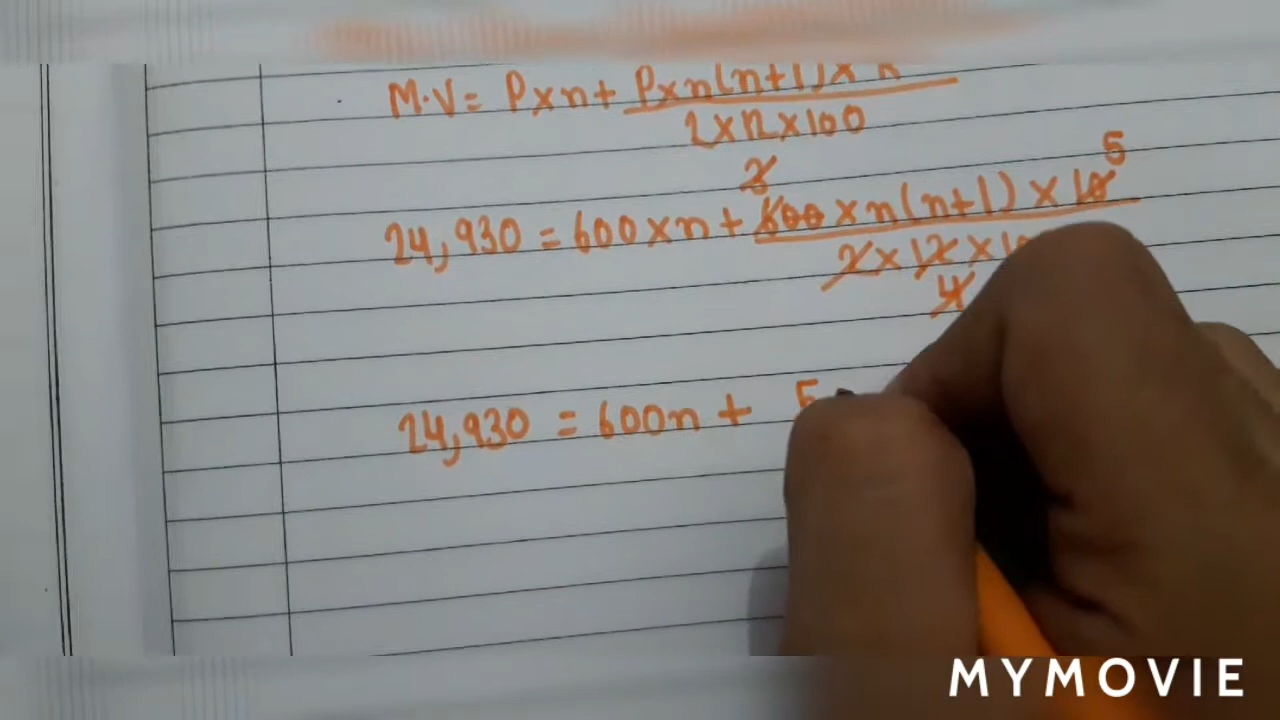 M.V = P×n + P×n(n+1)×
2×12×100
2 5
24,930 = 600×n + 600×n(n+1)×10
2×12×10
4
24,930 = 600n + 5
MYMOVIE